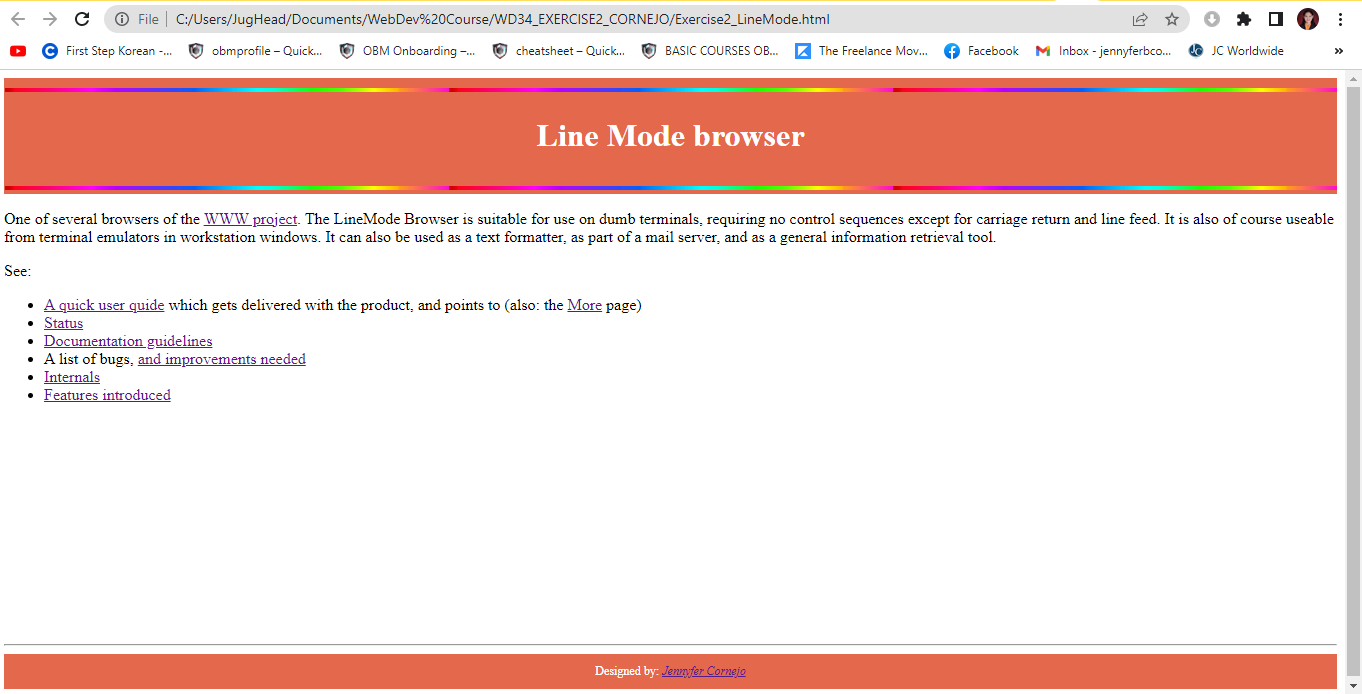 File | C:/Users/JugHead/Documents/WebDev%20Course/WD34_EXERCISE2_CORNEJO/Exercise2_LineMode.html
First Step Korean -... obmprofile – Quick... OBM Onboarding –... cheatsheet – Quick... BASIC COURSES OB... The Freelance Mov... Facebook Inbox - jennyferbco... JC Worldwide »
Line Mode browser
One of several browsers of the WWW project. The LineMode Browser is suitable for use on dumb terminals, requiring no control sequences except for carriage return and line feed. It is also of course useable
from terminal emulators in workstation windows. It can also be used as a text formatter, as part of a mail server, and as a general information retrieval tool.
See:
• A quick user quide which gets delivered with the product, and points to (also: the More page)
• Status
• Documentation guidelines
• A list of bugs, and improvements needed
• Internals
• Features introduced
Designed by: Jennyfer Cornejo